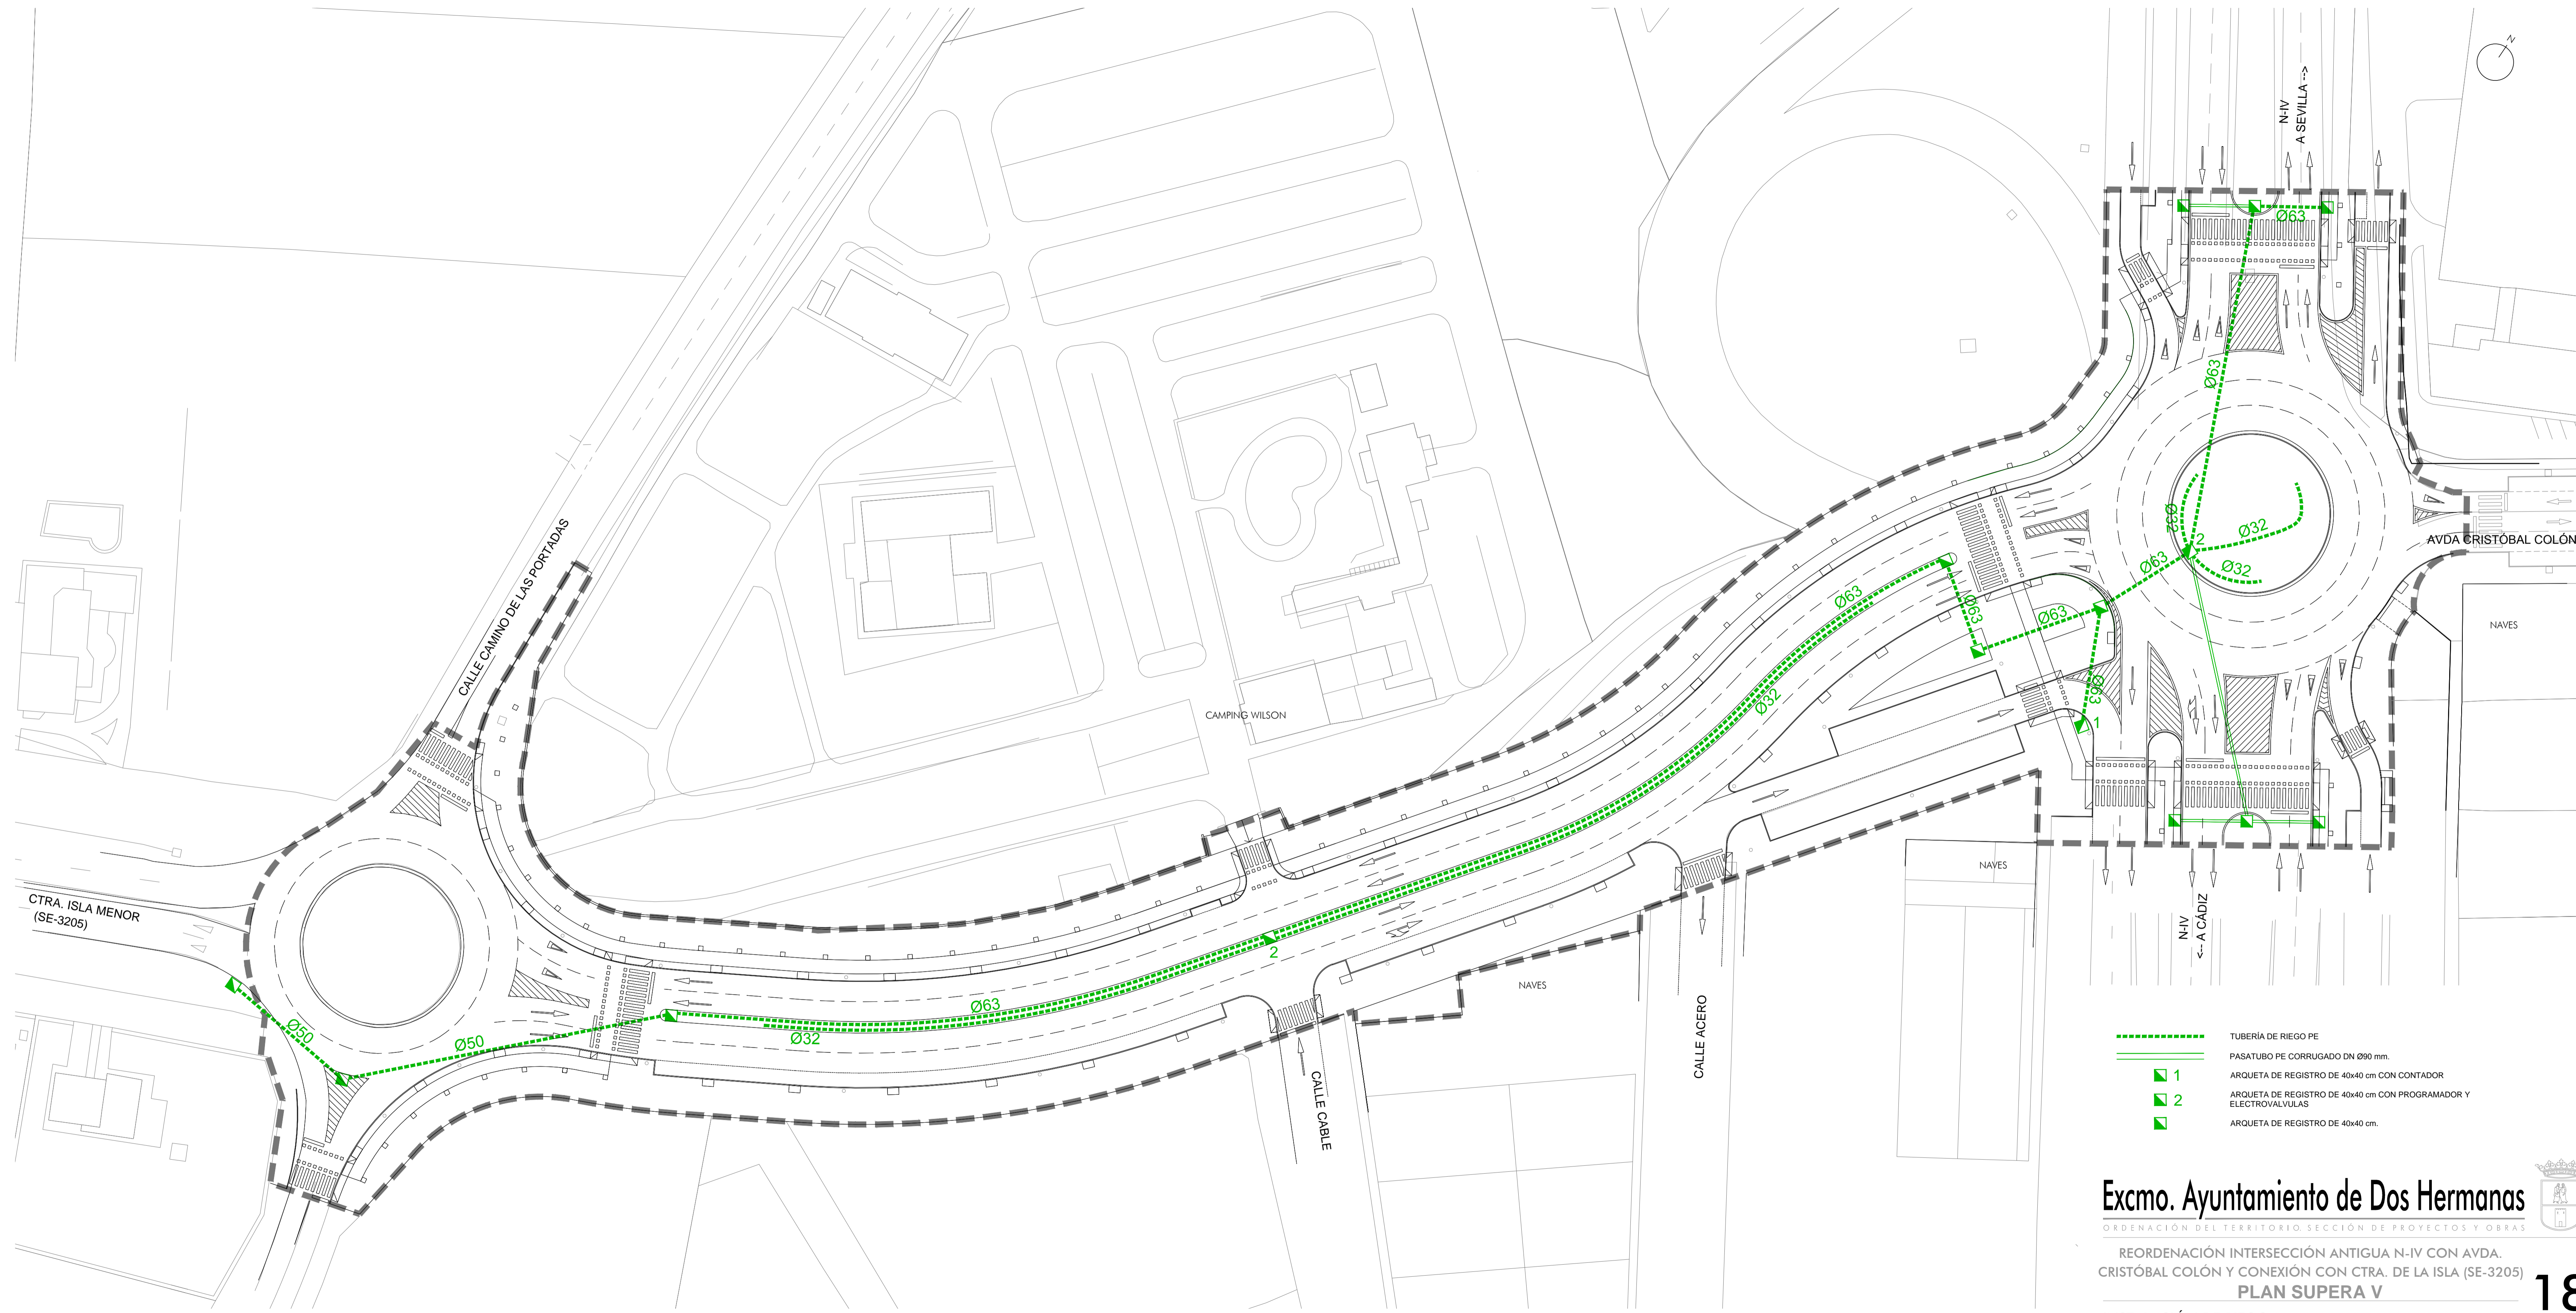 N
N-IV
A SEVILLA -->
Ø63
Ø63
Ø32
2
Ø32
Ø32
AVDA CRISTÓBAL COLÓN
Ø63
Ø63
Ø63
Ø63
Ø63
1
NAVES
CALLE CAMINO DE LAS PORTADAS
Ø32
CAMPING WILSON
NAVES
CTRA. ISLA MENOR
(SE-3205)
N-IV
<-- A CÁDIZ
2
NAVES
Ø63
Ø32
Ø50
Ø50
CALLE ACERO
CALLE CABLE
TUBERÍA DE RIEGO PE
PASATUBO PE CORRUGADO DN Ø90 mm.
1 ARQUETA DE REGISTRO DE 40x40 cm CON CONTADOR
2 ARQUETA DE REGISTRO DE 40x40 cm CON PROGRAMADOR Y
ELECTROVALVULAS
ARQUETA DE REGISTRO DE 40x40 cm.
Excmo. Ayuntamiento de Dos Hermanas
ORDENACIÓN DEL TERRITORIO. SECCIÓN DE PROYECTOS Y OBRAS
REORDENACIÓN INTERSECCIÓN ANTIGUA N-IV CON AVDA.
CRISTÓBAL COLÓN Y CONEXIÓN CON CTRA. DE LA ISLA (SE-3205)
PLAN SUPERA V
18